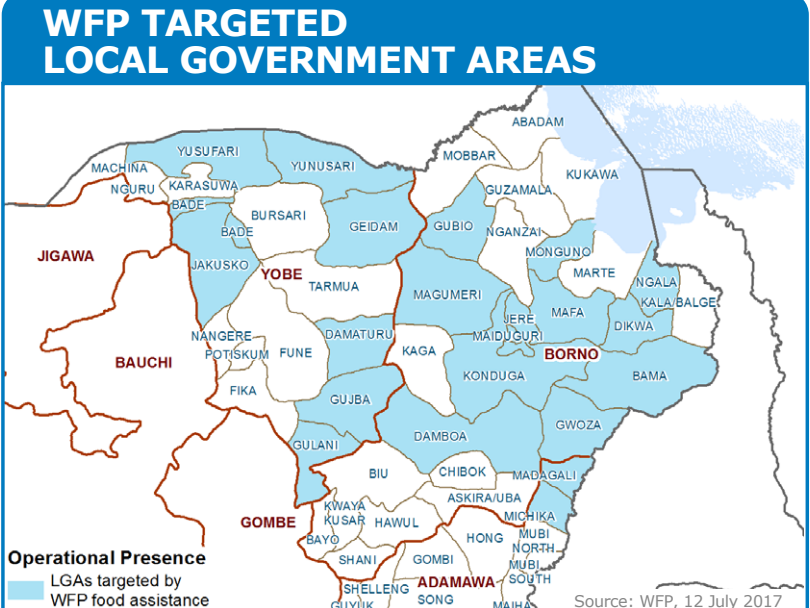 WFP TARGETED
LOCAL GOVERNMENT AREAS
ABADAM
YUSUFARI
MOBBAR
YUNUSARI
MACHINA
KUKAWA
NGURU
KARASUWA
GUZAMALA
BADE
BURSARI
GEIDAM
GUBIO
NGANZAI
BADE
MONGUNO
JIGAWA
JAKUSKO
YOBE
MARTE
NGALA
TARMUA
MAGUMERI
KALA/BALGE
JERE
MAFA
DIKWA
NANGERE
DAMATURU
MAIDUGURI
POTISKUM
FUNE
KAGA
BORNO
BAUCHI
KONDUGA
BAMA
FIKA
GUJBA
GWOZA
DAMBOA
GULANI
BIU
CHIBOK
MADAGALI
ASKIRA/UBA
KWAYA
KUSAR
HAWUL
MICHIKA
GOMBE
BAYO
HONG
MUBI
NORTH
SHANI
GOMBI
MUBI
SOUTH
ADAMAWA
SHELLENG
SONG
GUYUK
MAIHA
Operational Presence
LGAs targeted by
WFP food assistance
Source: WFP, 12 July 2017